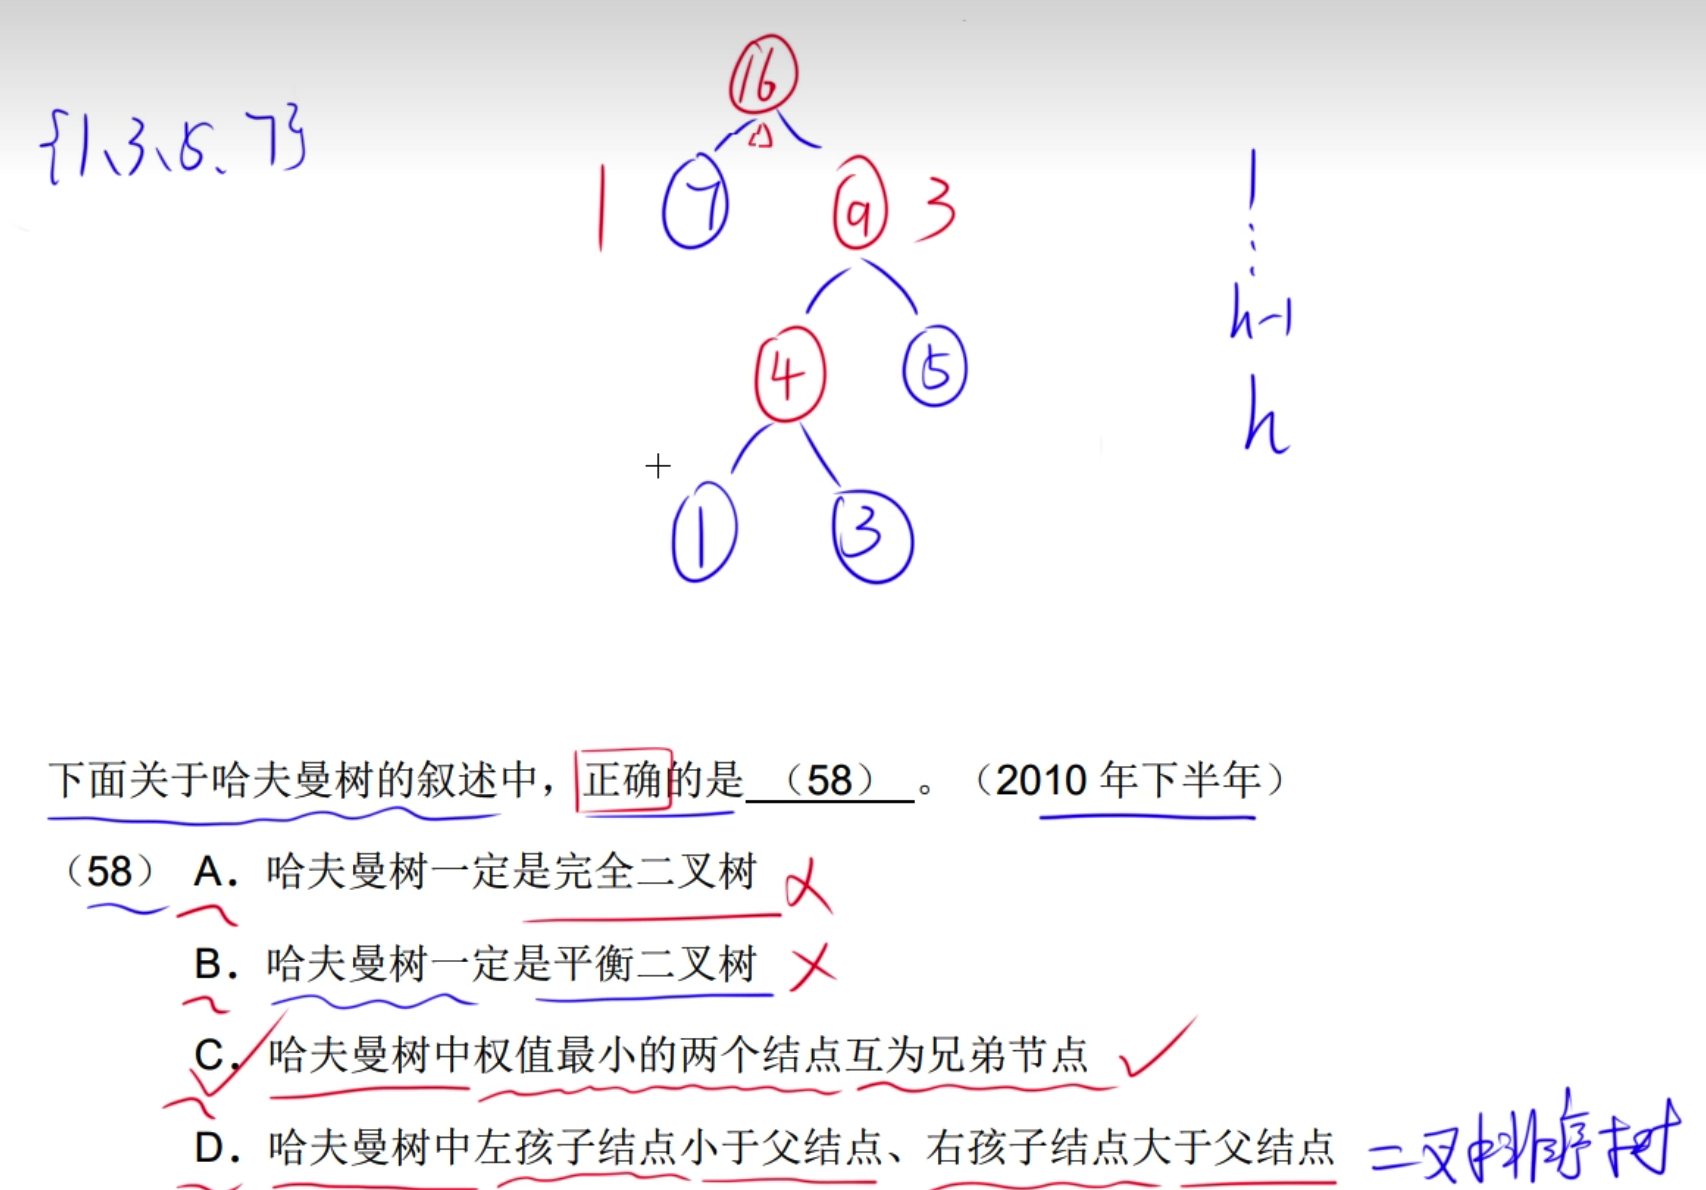 16
{1、3、5、7}
1 7 9 3
1
⋮
h-1
4 5
h
1 3
下面关于哈夫曼树的叙述中，正确的是 （58） 。（2010 年下半年）
（58） A. 哈夫曼树一定是完全二叉树
B. 哈夫曼树一定是平衡二叉树
C. 哈夫曼树中权值最小的两个结点互为兄弟节点
D. 哈夫曼树中左孩子结点小于父结点、右孩子结点大于父结点 二叉排序树